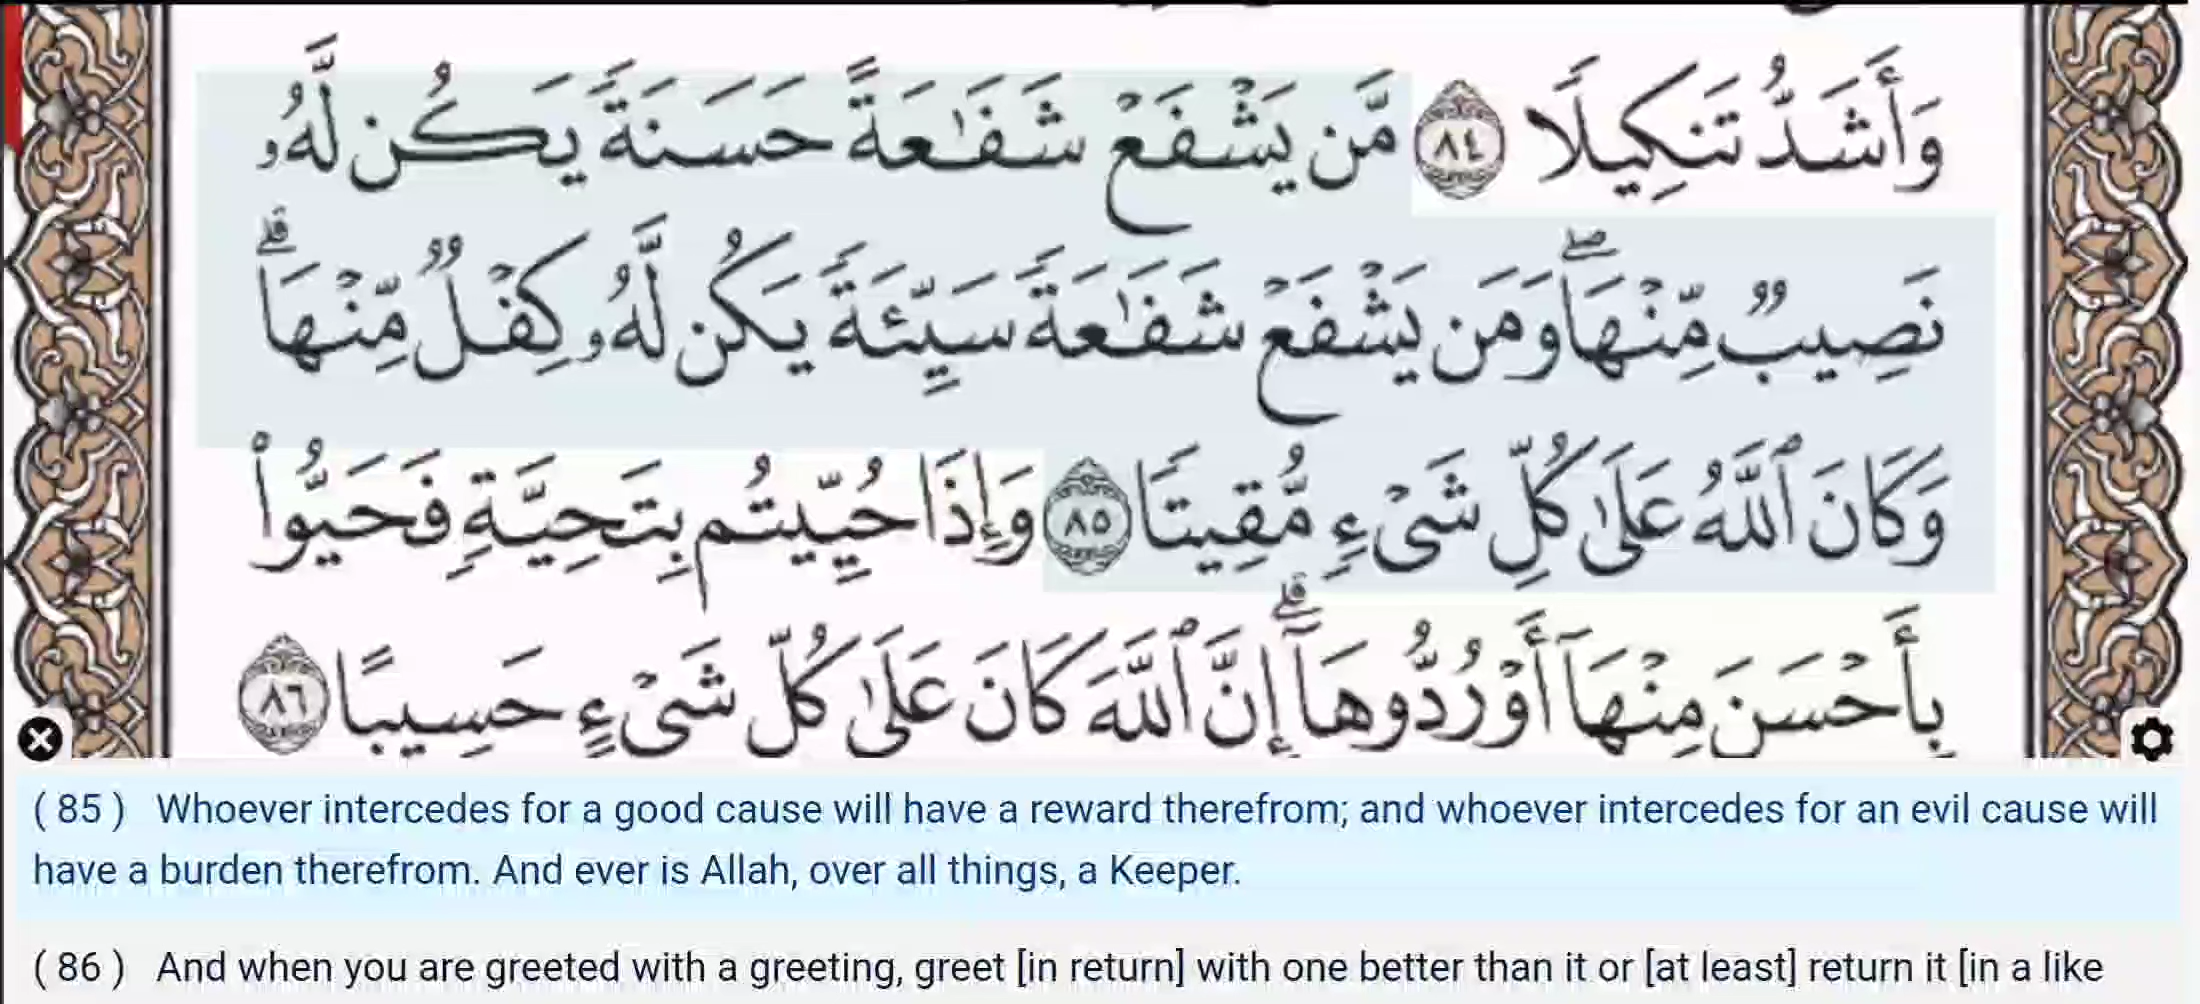 وَأَشَدُّ تَنكِيلًا ٨٤ مَّن يَشْفَعْ شَفَٰعَةً حَسَنَةً يَكُن لَّهُۥ
نَصِيبٌ مِّنْهَاۖ وَمَن يَشْفَعْ شَفَٰعَةً سَيِّئَةً يَكُن لَّهُۥ كِفْلٌ مِّنْهَاۗ
وَكَانَ ٱللَّهُ عَلَىٰ كُلِّ شَىْءٍ مُّقِيتًا ٨٥ وَإِذَا حُيِّيتُم بِتَحِيَّةٍ فَحَيُّوا۟
بِأَحْسَنَ مِنْهَآ أَوْ رُدُّوهَآۗ إِنَّ ٱللَّهَ كَانَ عَلَىٰ كُلِّ شَىْءٍ حَسِيبًا ٨٦
( 85 ) Whoever intercedes for a good cause will have a reward therefrom; and whoever intercedes for an evil cause will
have a burden therefrom. And ever is Allah, over all things, a Keeper.
( 86 ) And when you are greeted with a greeting, greet [in return] with one better than it or [at least] return it [in a like